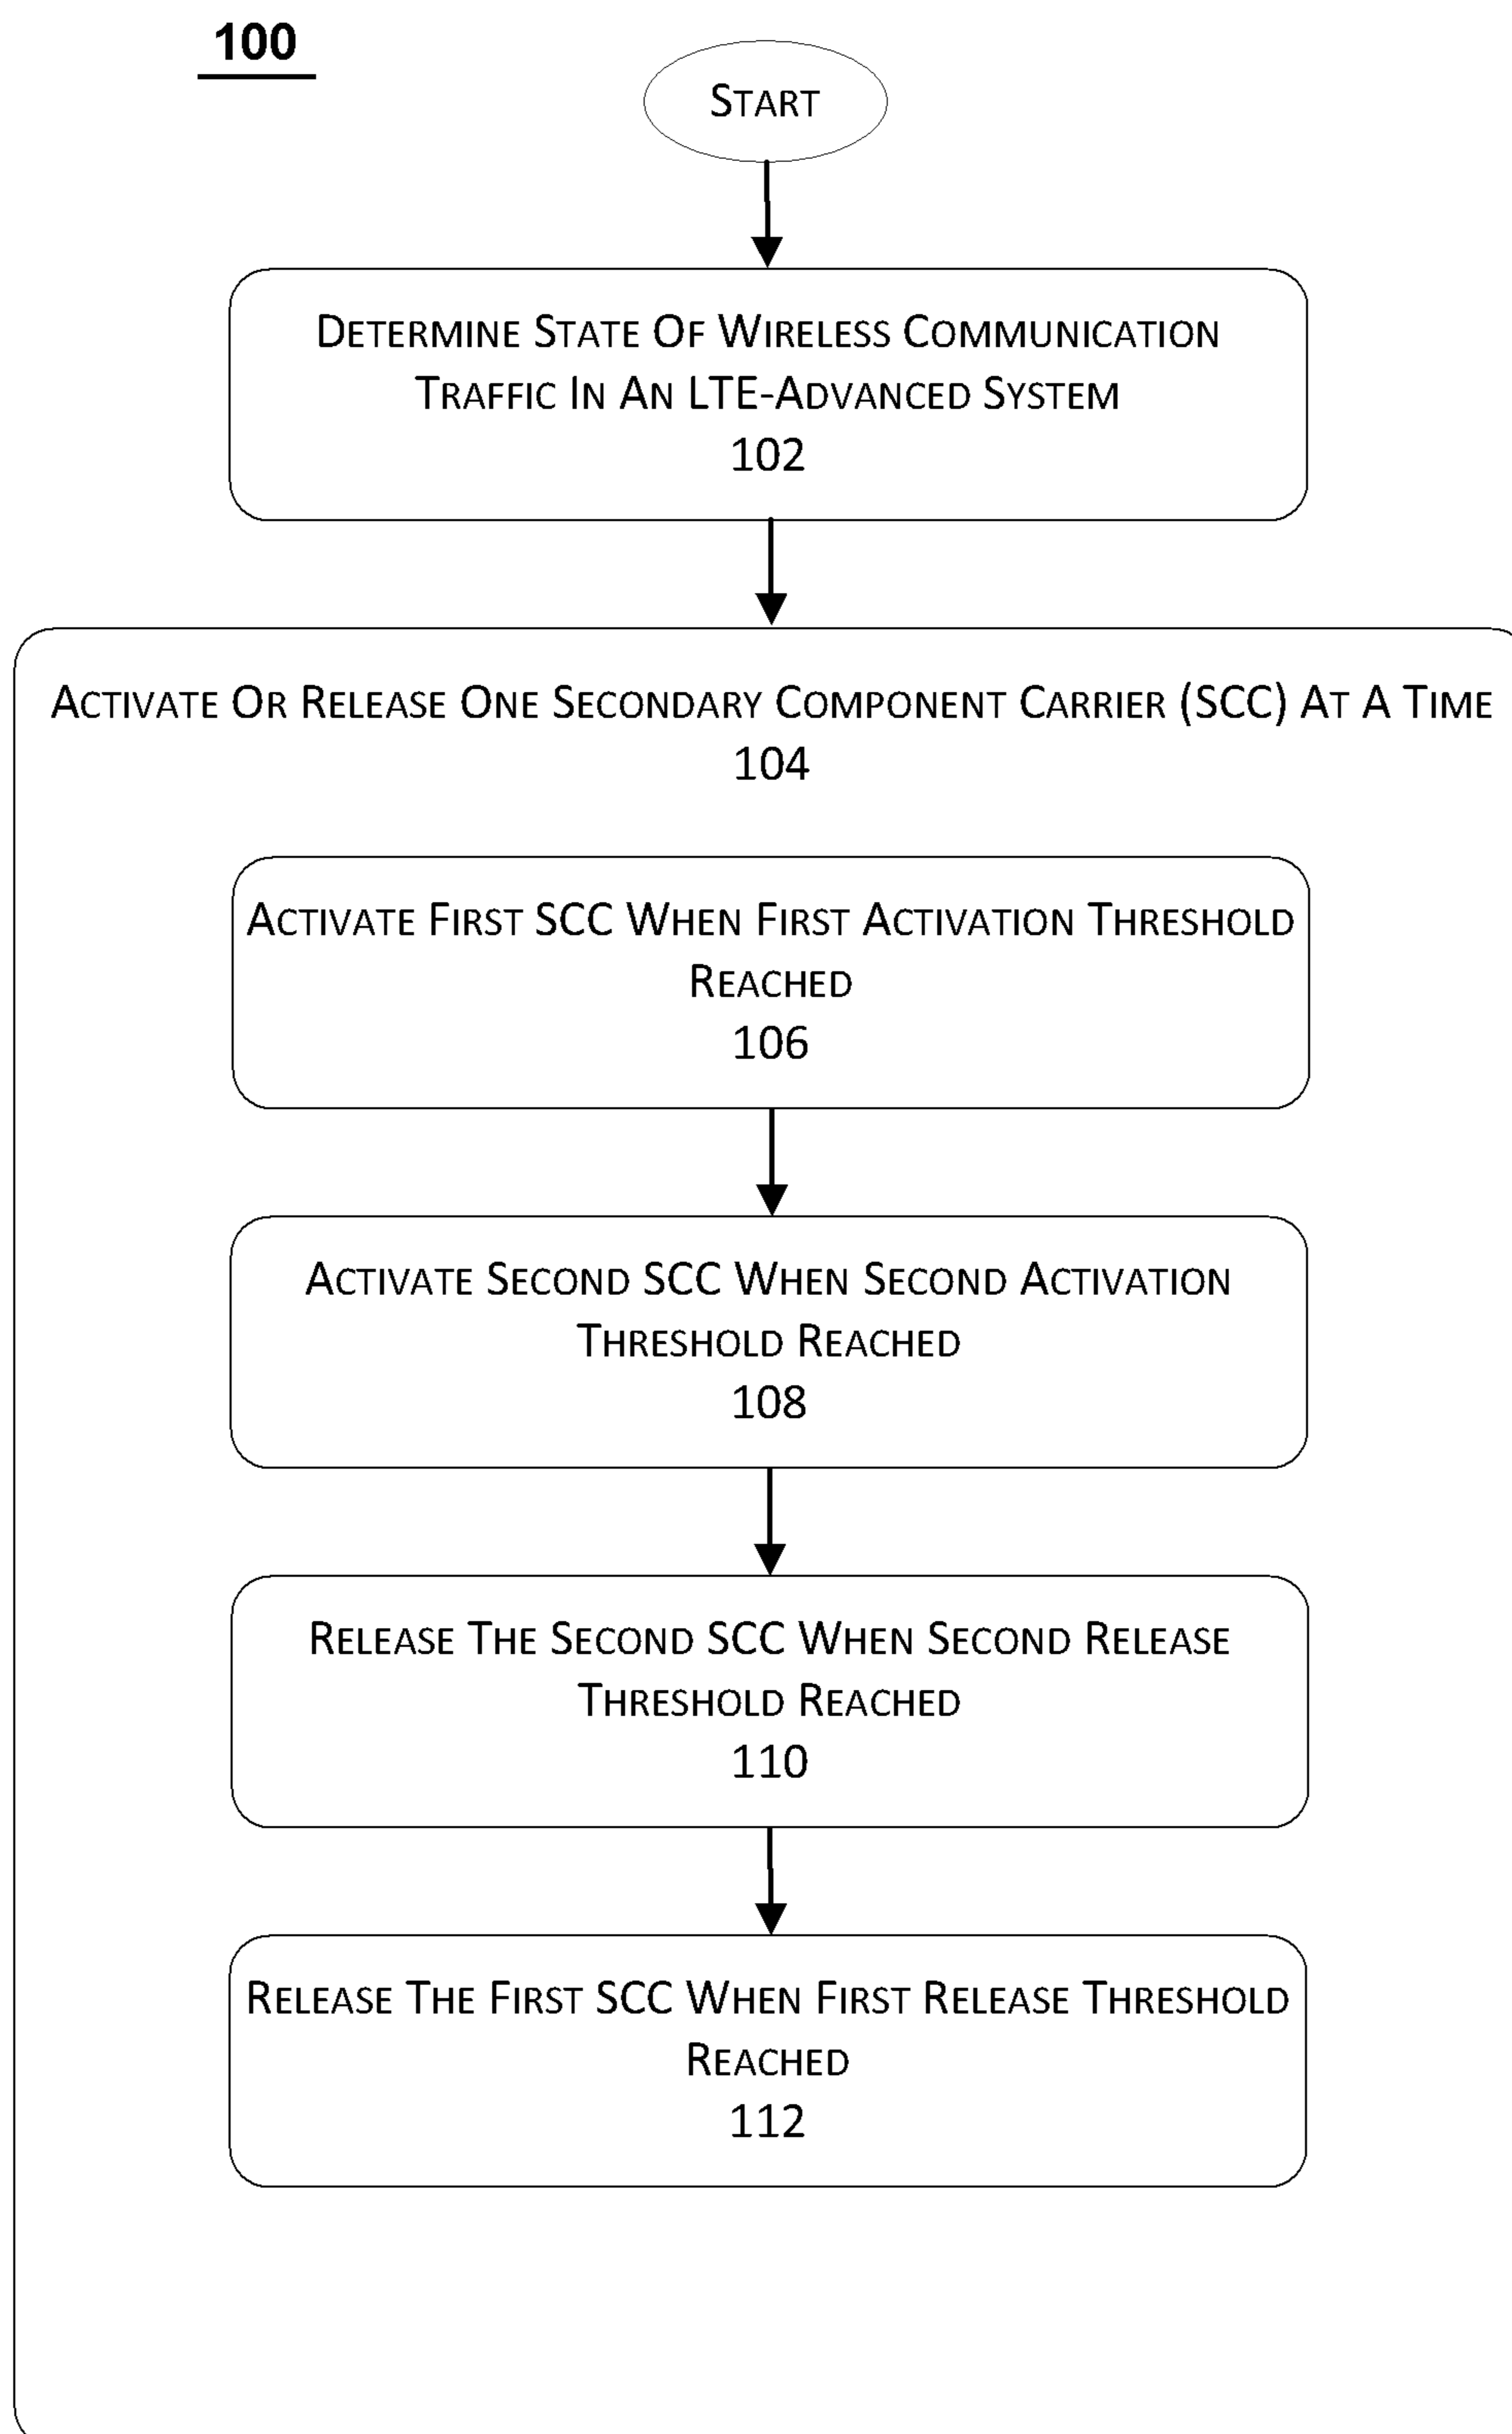 100
START
DETERMINE STATE OF WIRELESS COMMUNICATION
TRAFFIC IN AN LTE-ADVANCED SYSTEM
102
ACTIVATE OR RELEASE ONE SECONDARY COMPONENT CARRIER (SCC) AT A TIME
104
ACTIVATE FIRST SCC WHEN FIRST ACTIVATION THRESHOLD
REACHED
106
ACTIVATE SECOND SCC WHEN SECOND ACTIVATION
THRESHOLD REACHED
108
RELEASE THE SECOND SCC WHEN SECOND RELEASE
THRESHOLD REACHED
110
RELEASE THE FIRST SCC WHEN FIRST RELEASE THRESHOLD
REACHED
112